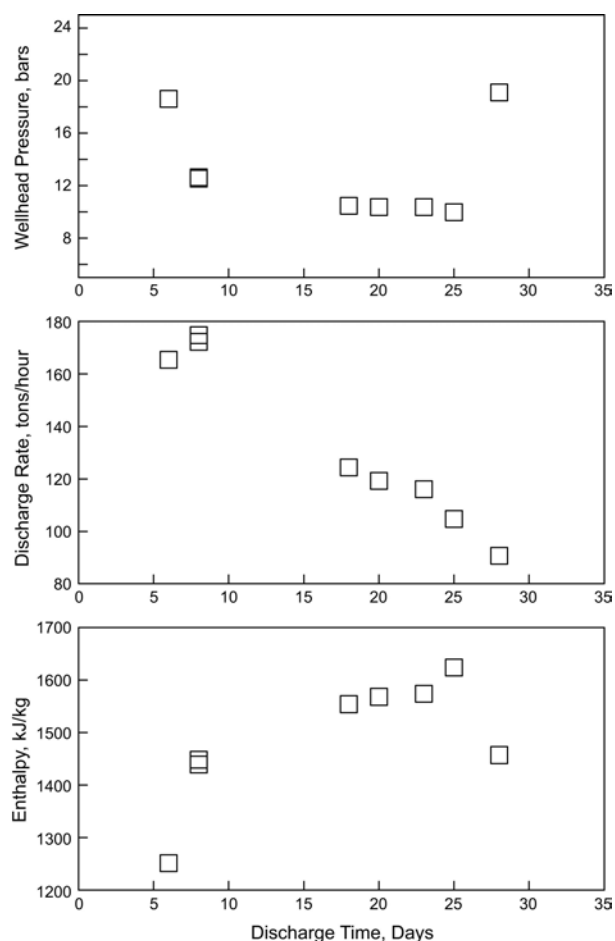 Wellhead Pressure, bars
24
20
16
12
8
0 5 10 15 20 25 30 35
Discharge Rate, tons/hour
180
160
140
120
100
80
0 5 10 15 20 25 30 35
Enthalpy, kJ/kg
1700
1600
1500
1400
1300
1200
0 5 10 15 20 25 30 35
Discharge Time, Days